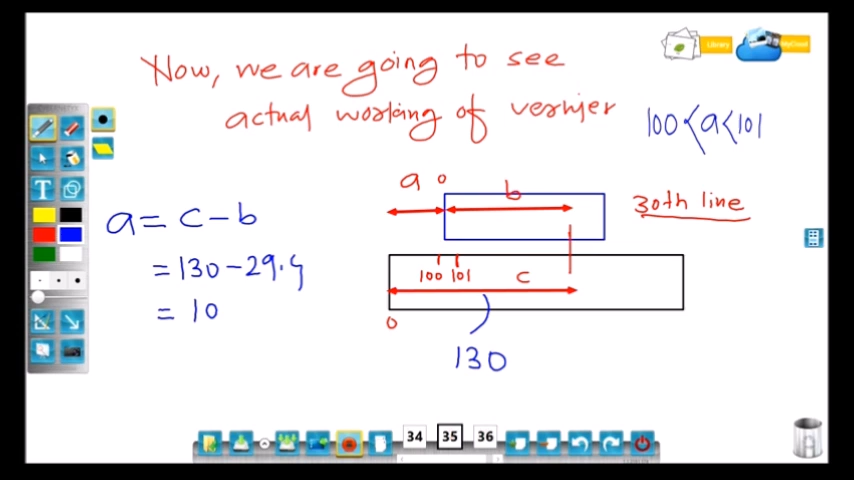 Now, we are going to see
actual working of vernier
100 < a < 101
a 0 b
30th line
a = c - b
= 130 - 29.4
= 10
100 101 c
0
130
Library
MyCloud
34 35 36